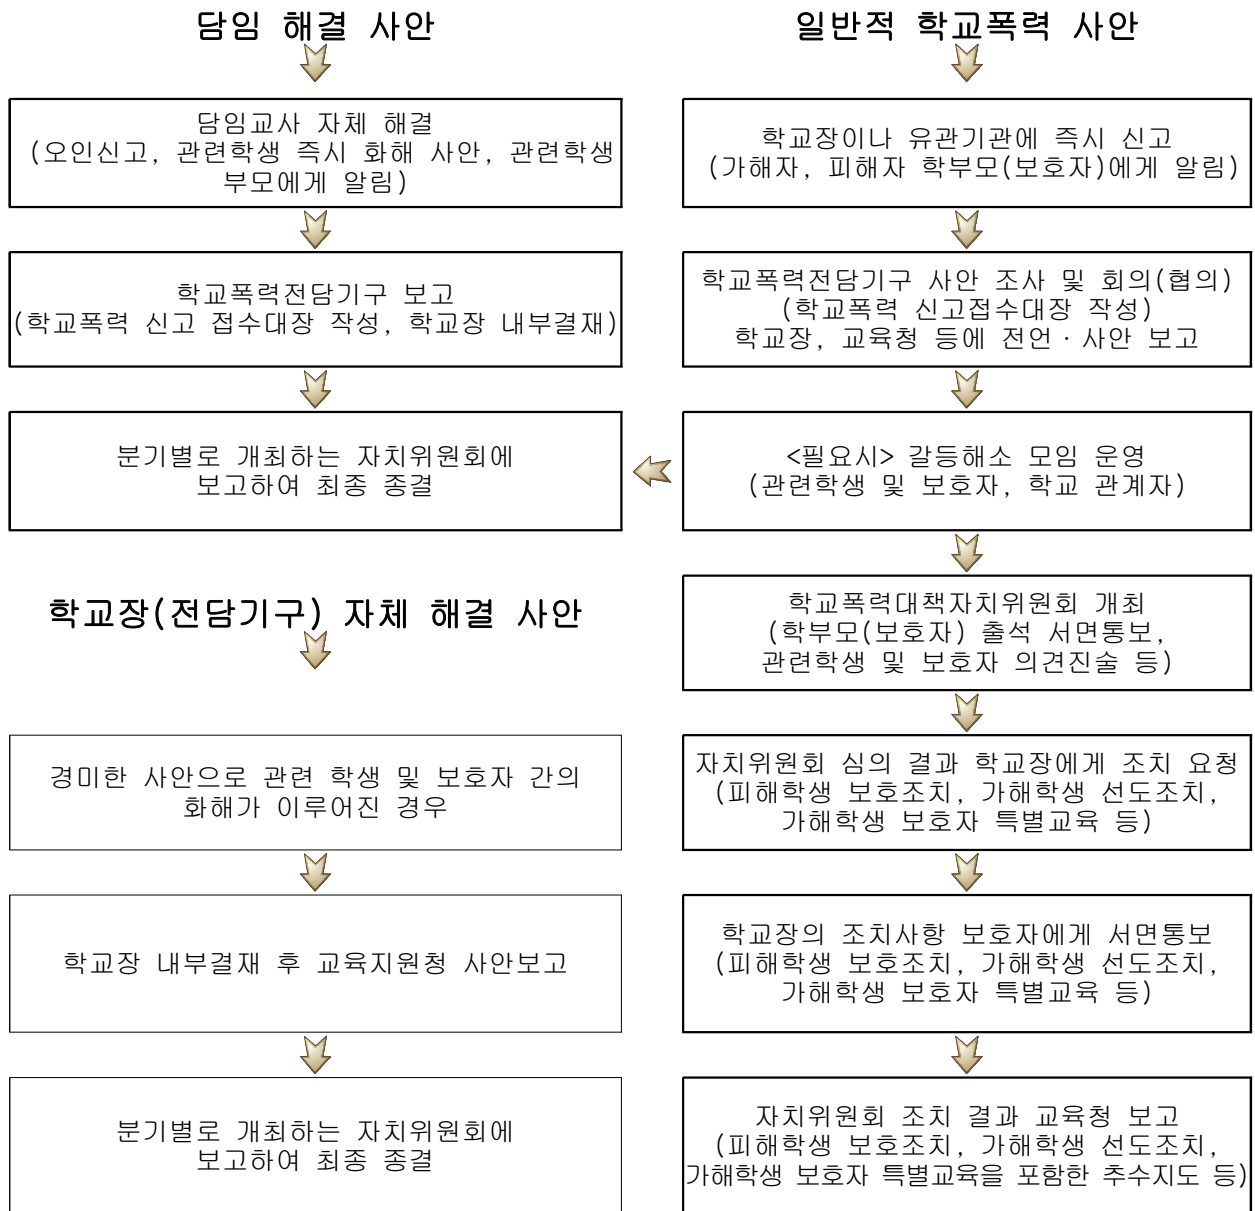 담임 해결 사안
담임교사 자체 해결
(오인신고, 관련학생 즉시 화해 사안, 관련학생
부모에게 알림)
학교폭력전담기구 보고
(학교폭력 신고 접수대장 작성, 학교장 내부결재)
분기별로 개최하는 자치위원회에
보고하여 최종 종결
학교장(전담기구) 자체 해결 사안
경미한 사안으로 관련 학생 및 보호자 간의
화해가 이루어진 경우
학교장 내부결재 후 교육지원청 사안보고
분기별로 개최하는 자치위원회에
보고하여 최종 종결
일반적 학교폭력 사안
학교장이나 유관기관에 즉시 신고
(가해자, 피해자 학부모(보호자)에게 알림)
학교폭력전담기구 사안 조사 및 회의(협의)
(학교폭력 신고접수대장 작성)
학교장, 교육청 등에 전언 · 사안 보고
<필요시> 갈등해소 모임 운영
(관련학생 및 보호자, 학교 관계자)
학교폭력대책자치위원회 개최
(학부모(보호자) 출석 서면통보,
관련학생 및 보호자 의견진술 등)
자치위원회 심의 결과 학교장에게 조치 요청
(피해학생 보호조치, 가해학생 선도조치,
가해학생 보호자 특별교육 등)
학교장의 조치사항 보호자에게 서면통보
(피해학생 보호조치, 가해학생 선도조치,
가해학생 보호자 특별교육 등)
자치위원회 조치 결과 교육청 보고
(피해학생 보호조치, 가해학생 선도조치,
가해학생 보호자 특별교육을 포함한 추수지도 등)